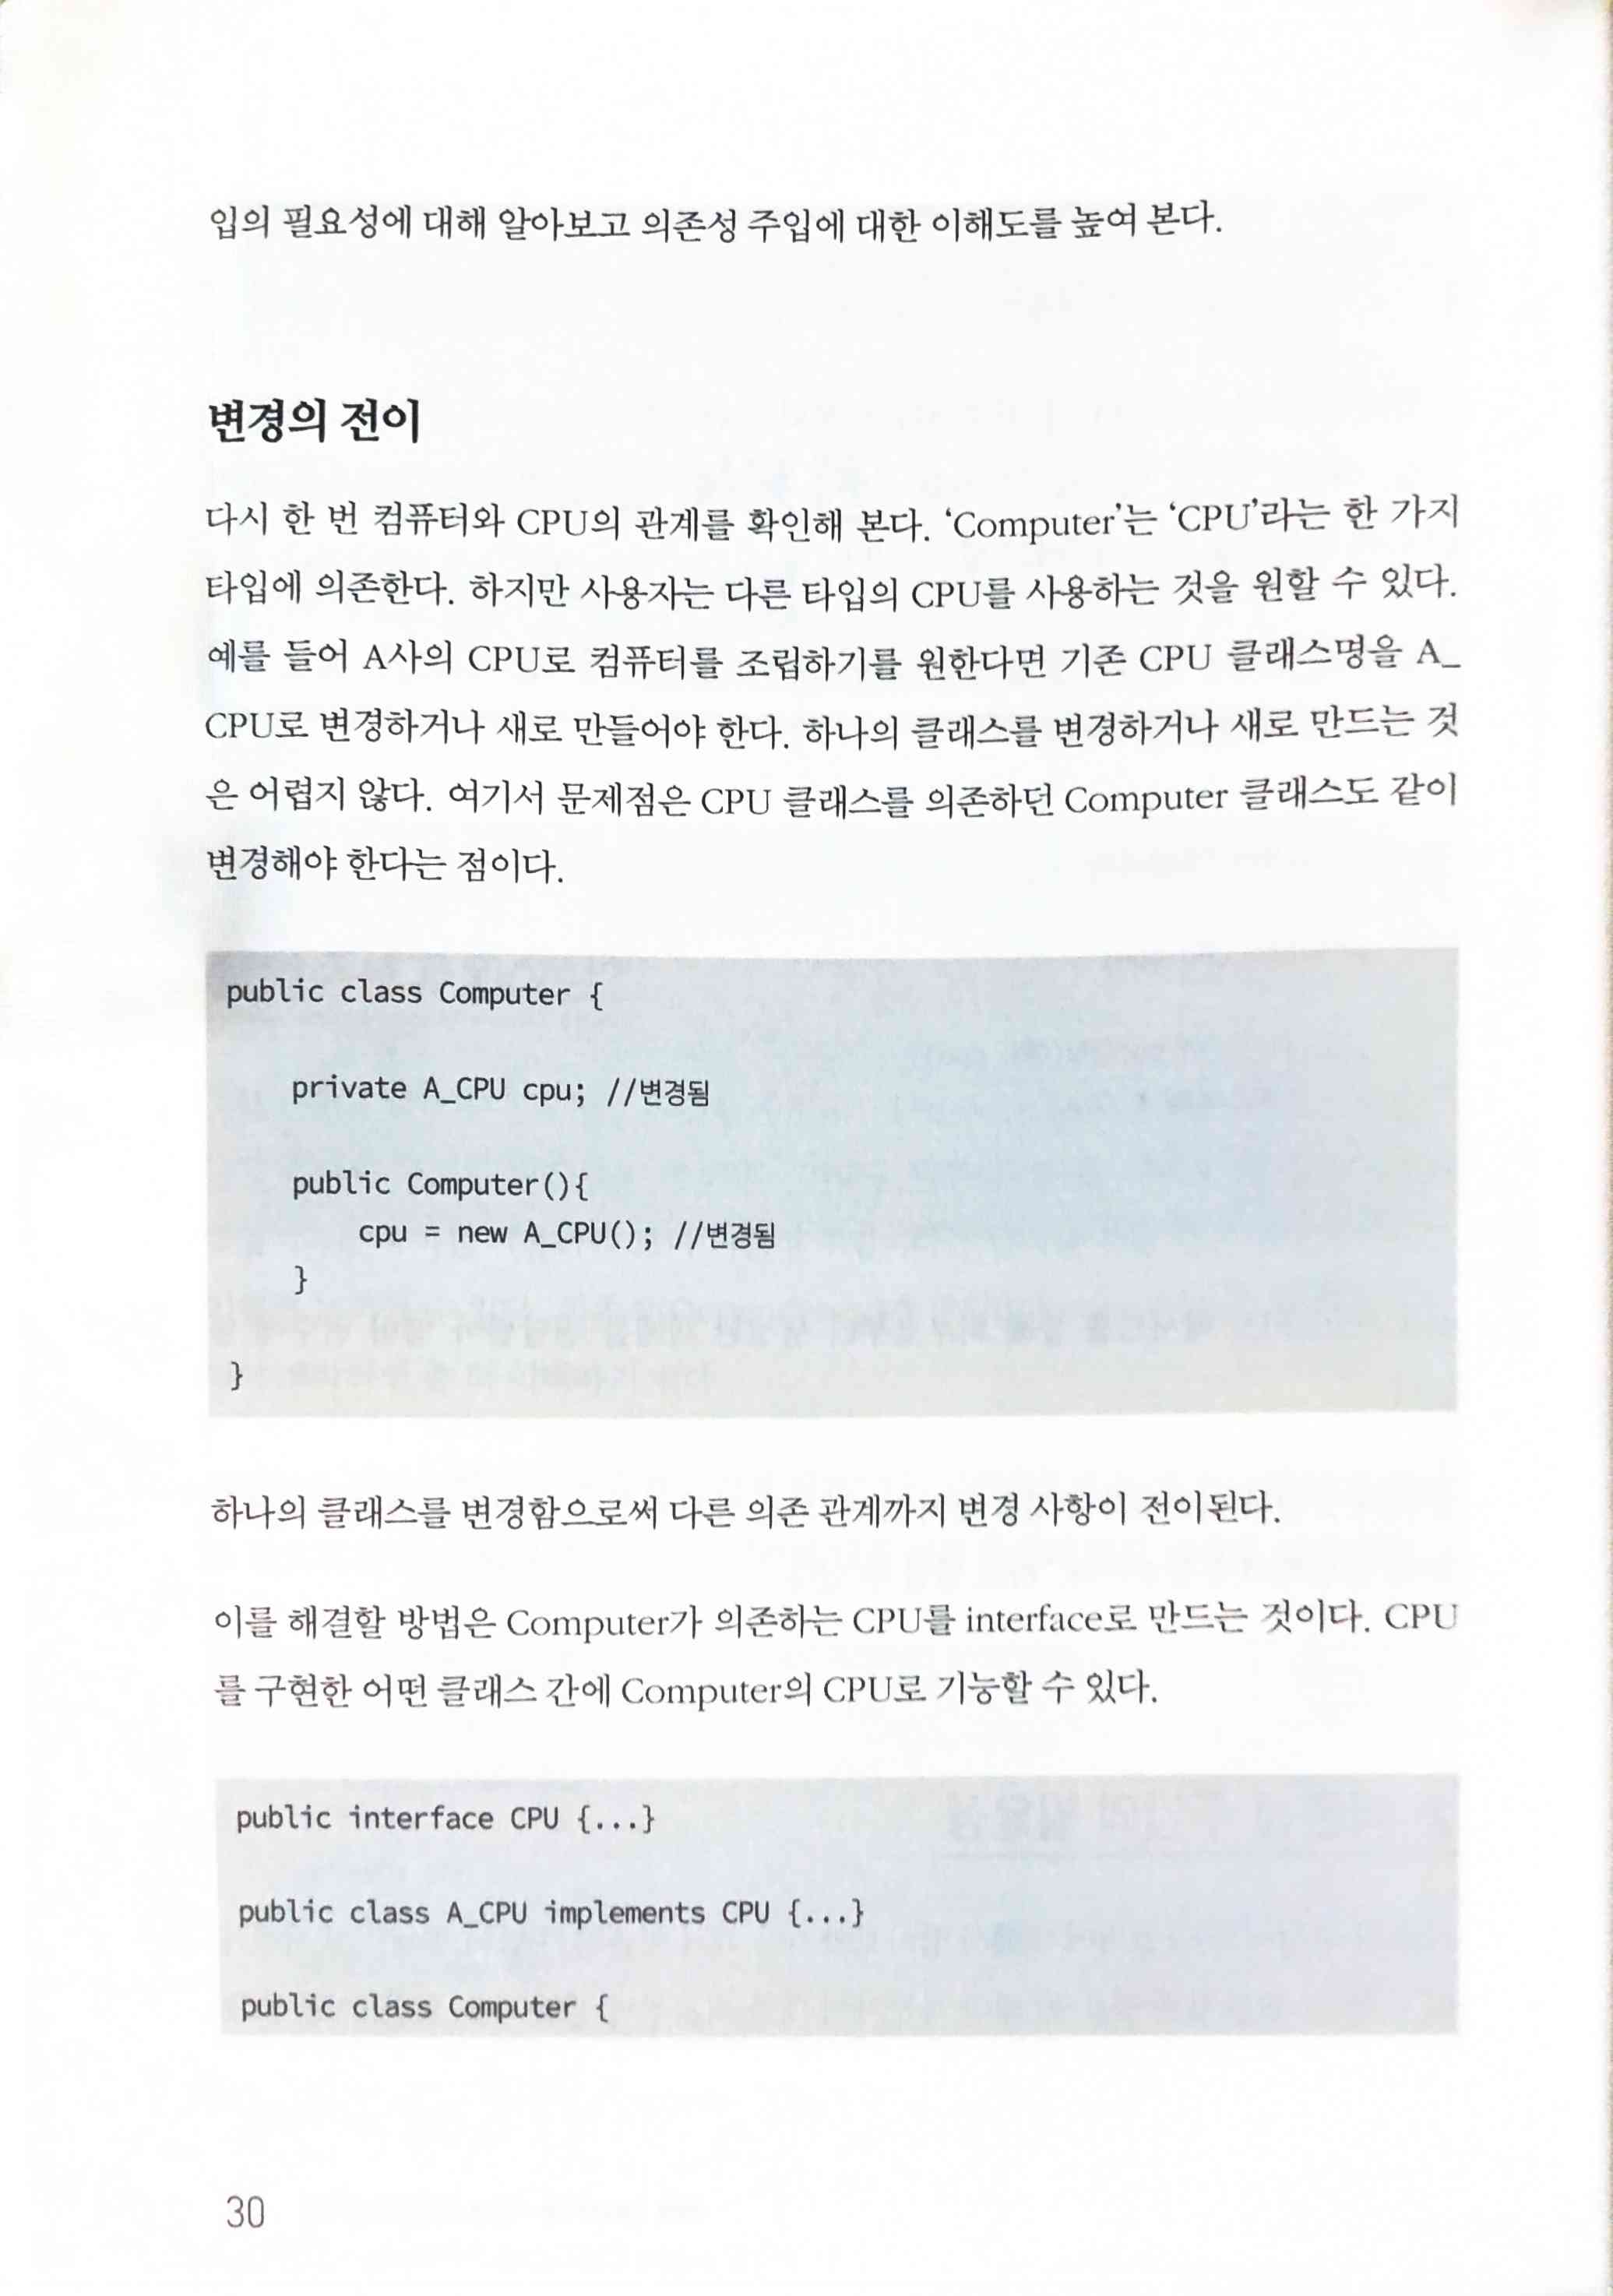 입의 필요성에 대해 알아보고 의존성 주입에 대한 이해도를 높여 본다.
변경의 전이
다시 한 번 컴퓨터와 CPU의 관계를 확인해 본다. ‘Computer’는 ‘CPU’라는 한 가지
타입에 의존한다. 하지만 사용자는 다른 타입의 CPU를 사용하는 것을 원할 수 있다.
예를 들어 A사의 CPU로 컴퓨터를 조립하기를 원한다면 기존 CPU 클래스명을 A_
CPU로 변경하거나 새로 만들어야 한다. 하나의 클래스를 변경하거나 새로 만드는 것
은 어렵지 않다. 여기서 문제점은 CPU 클래스를 의존하던 Computer 클래스도 같이
변경해야 한다는 점이다.
public class Computer {
private A_CPU cpu; //변경됨
public Computer(){
cpu = new A_CPU(); //변경됨
}
}
하나의 클래스를 변경함으로써 다른 의존 관계까지 변경 사항이 전이된다.
이를 해결할 방법은 Computer가 의존하는 CPU를 interface로 만드는 것이다. CPU
를 구현한 어떤 클래스 간에 Computer의 CPU로 기능할 수 있다.
public interface CPU {...}
public class A_CPU implements CPU {...}
public class Computer {
30